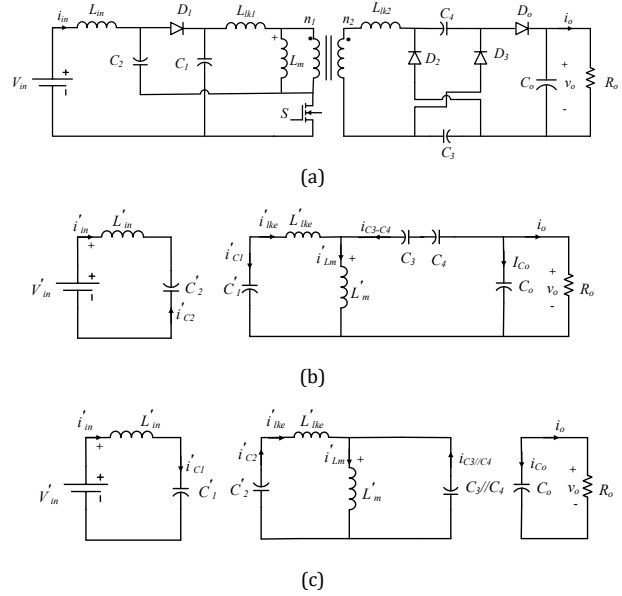 i_in L_in D_1 L_lk1 n_1 n_2 L_lk2 C_4 D_o i_o
V_in + - C_2 C_1 + L_m - S D_2 D_3 C_3 C_o + v_o - R_o
(a)
i'_in L'_in i'_lke L'_lke i_C3-C4 i_o
+ i'_C1 i'_Lm + C_3 C_4 I_Co
V'_in + - C'_2 C'_1 L'_m C_o + v_o - R_o
i'_C2
(b)
i'_in L'_in i'_lke L'_lke i_o
+ i'_C1 i'_C2 i'_Lm + i_C3//C4 i_Co
V'_in + - C'_1 C'_2 L'_m C_3//C_4 C_o + v_o - R_o
(c)